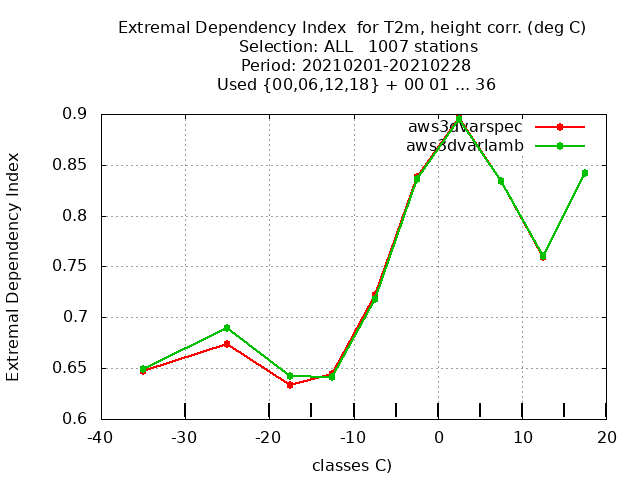 Extremal Dependency Index  for T2m, height corr. (deg C)
Selection: ALL   1007 stations
Period: 20210201-20210228
Used {00,06,12,18} + 00 01 ... 36
0.9
0.85
0.8
0.75
0.7
0.65
0.6
Extremal Dependency Index
aws3dvarspec
aws3dvarlamb
-40 -30 -20 -10 0 10 20
classes C)